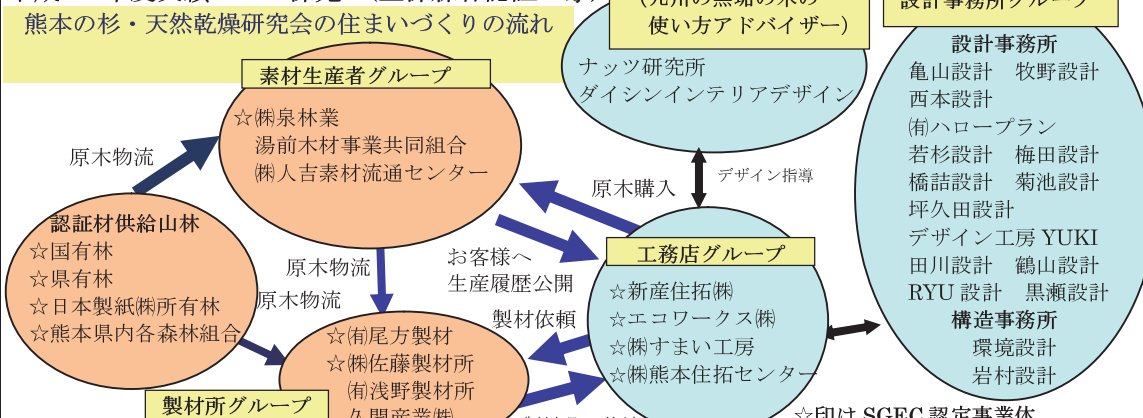 熊本の杉・天然乾燥研究会の住まいづくりの流れ
素材生産者グループ
☆㈱泉林業
湯前木材事業共同組合
㈱人吉素材流通センター
原木物流
認証材供給山林
☆国有林
☆県有林
☆日本製紙㈱所有林
☆熊本県内各森林組合
原木物流
原木物流
☆㈲尾方製材
☆㈱佐藤製材所
㈲浅野製材所
製材所グループ
使い方アドバイザー)
ナッツ研究所
ダイシンインテリアデザイン
デザイン指導
原木購入
お客様へ
生産履歴公開
製材依頼
工務店グループ
☆新産住拓㈱
☆エコワークス㈱
☆㈱すまい工房
☆㈱熊本住拓センター
設計事務所グループ
設計事務所
亀山設計　牧野設計
西本設計
㈲ハロープラン
若杉設計　梅田設計
橋詰設計　菊池設計
坪久田設計
デザイン工房 YUKI
田川設計　鶴山設計
RYU 設計　黒瀬設計
構造事務所
環境設計
岩村設計
☆印は SGEC 認定事業体